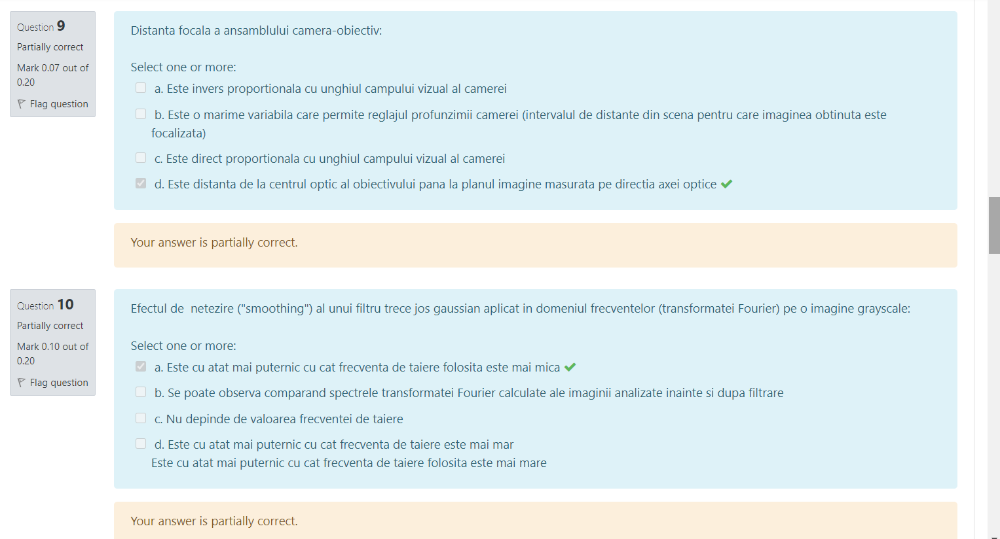 Question 9
Partially correct
Mark 0.07 out of
0.20
Flag question
Distanta focala a ansamblului camera-obiectiv:
Select one or more:
a. Este invers proportionala cu unghiul campului vizual al camerei
b. Este o marime variabila care permite reglajul profunzimii camerei (intervalul de distante din scena pentru care imaginea obtinuta este
focalizata)
c. Este direct proportionala cu unghiul campului vizual al camerei
d. Este distanta de la centrul optic al obiectivului pana la planul imagine masurata pe directia axei optice
Your answer is partially correct.
Question 10
Partially correct
Mark 0.10 out of
0.20
Flag question
Efectul de  netezire ("smoothing") al unui filtru trece jos gaussian aplicat in domeniul frecventelor (transformatei Fourier) pe o imagine grayscale:
Select one or more:
a. Este cu atat mai puternic cu cat frecventa de taiere folosita este mai mica
b. Se poate observa comparand spectrele transformatei Fourier calculate ale imaginii analizate inainte si dupa filtrare
c. Nu depinde de valoarea frecventei de taiere
d. Este cu atat mai puternic cu cat frecventa de taiere este mai mar
Este cu atat mai puternic cu cat frecventa de taiere folosita este mai mare
Your answer is partially correct.